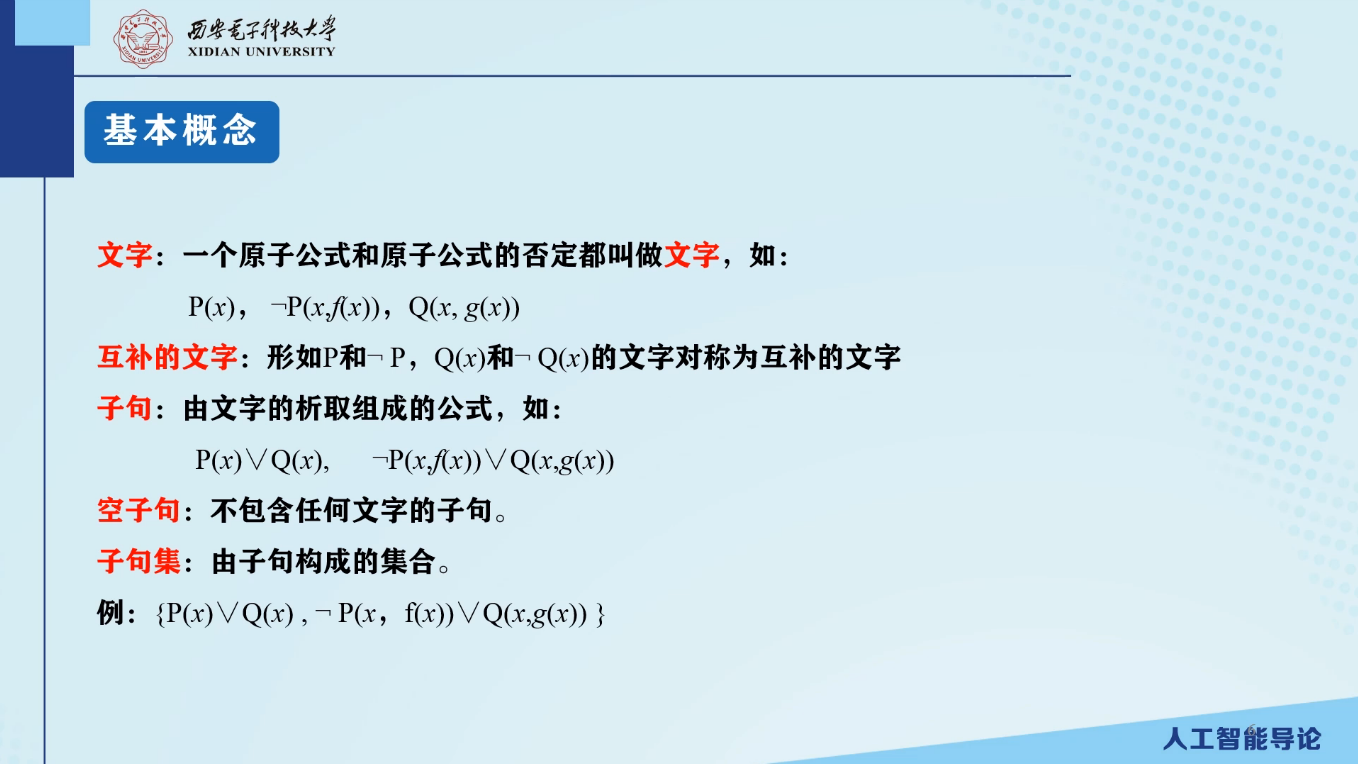 西安电子科技大学
XIDIAN UNIVERSITY
基本概念
文字：一个原子公式和原子公式的否定都叫做文字，如：
P(x)， ¬P(x,f(x))，Q(x, g(x))
互补的文字：形如P和¬ P，Q(x)和¬ Q(x)的文字对称为互补的文字
子句：由文字的析取组成的公式，如：
P(x)∨Q(x), ¬P(x,f(x))∨Q(x,g(x))
空子句：不包含任何文字的子句。
子句集：由子句构成的集合。
例：{P(x)∨Q(x) , ¬ P(x，f(x))∨Q(x,g(x)) }
人工智能导论